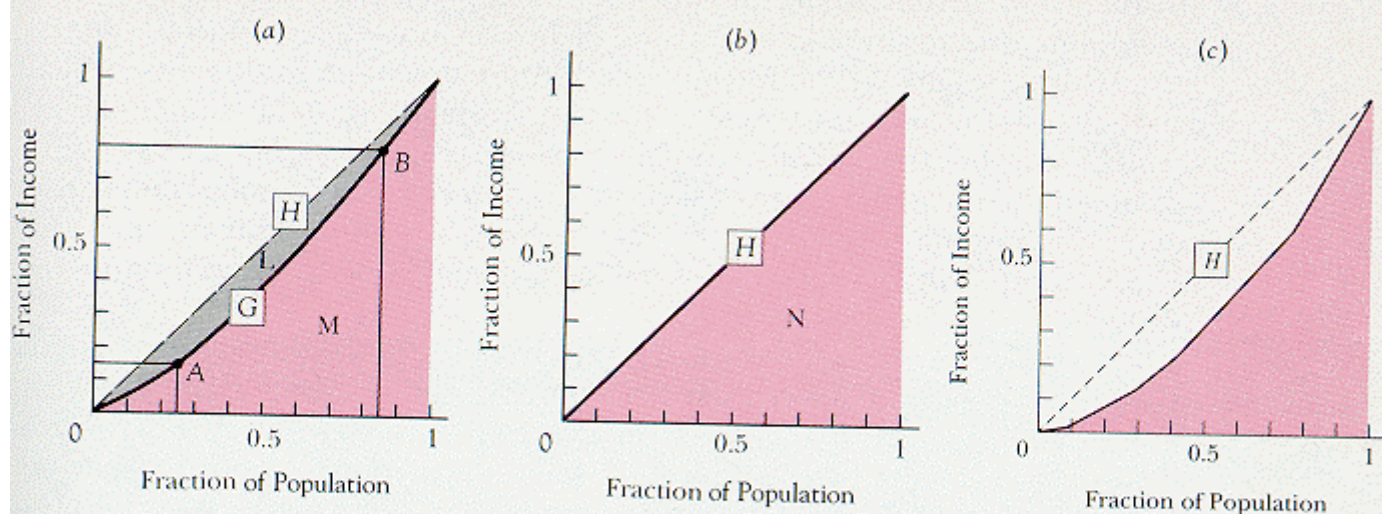 (a)
1
0.5
0
0.5
1
H
L
G
M
A
B
Fraction of Income
Fraction of Population
(b)
1
0.5
0
0.5
1
H
N
Fraction of Income
Fraction of Population
(c)
1
0.5
0
0.5
1
H
Fraction of Income
Fraction of Population